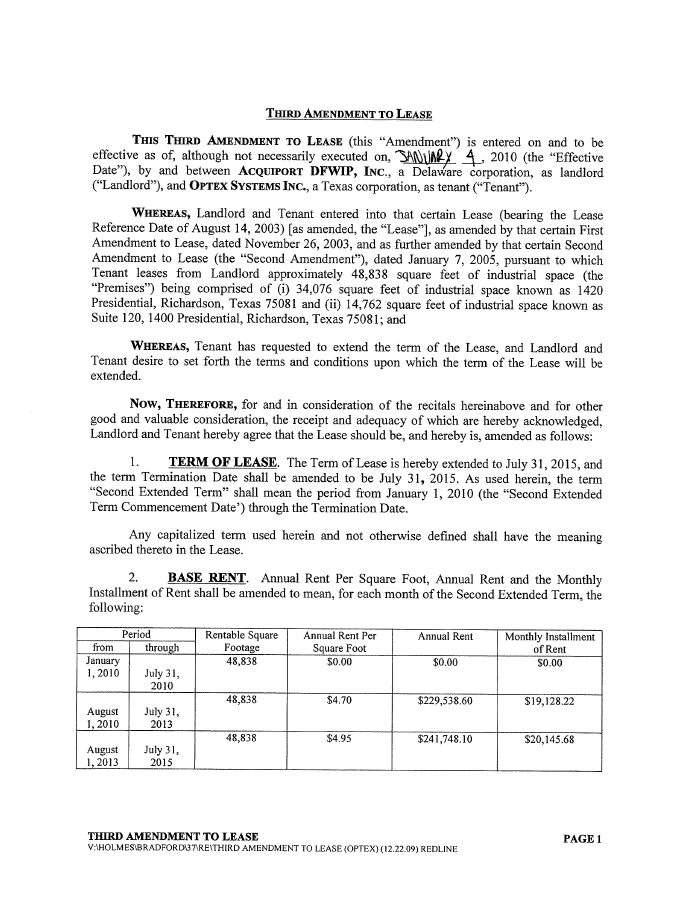 THIRD AMENDMENT TO LEASE
THIS THIRD AMENDMENT TO LEASE (this “Amendment”) is entered on and to be
effective as of, although not necessarily executed on, JANUARY 4, 2010 (the “Effective
Date”), by and between ACQUIPORT DFWIP, INC., a Delaware corporation, as landlord
(“Landlord”), and OPTEX SYSTEMS INC., a Texas corporation, as tenant (“Tenant”).
WHEREAS, Landlord and Tenant entered into that certain Lease (bearing the Lease
Reference Date of August 14, 2003) [as amended, the “Lease”], as amended by that certain First
Amendment to Lease, dated November 26, 2003, and as further amended by that certain Second
Amendment to Lease (the “Second Amendment”), dated January 7, 2005, pursuant to which
Tenant leases from Landlord approximately 48,838 square feet of industrial space (the
“Premises”) being comprised of (i) 34,076 square feet of industrial space known as 1420
Presidential, Richardson, Texas 75081 and (ii) 14,762 square feet of industrial space known as
Suite 120, 1400 Presidential, Richardson, Texas 75081; and
WHEREAS, Tenant has requested to extend the term of the Lease, and Landlord and
Tenant desire to set forth the terms and conditions upon which the term of the Lease will be
extended.
NOW, THEREFORE, for and in consideration of the recitals hereinabove and for other
good and valuable consideration, the receipt and adequacy of which are hereby acknowledged,
Landlord and Tenant hereby agree that the Lease should be, and hereby is, amended as follows:
1. TERM OF LEASE. The Term of Lease is hereby extended to July 31, 2015, and
the term Termination Date shall be amended to be July 31, 2015. As used herein, the term
“Second Extended Term” shall mean the period from January 1, 2010 (the “Second Extended
Term Commencement Date’) through the Termination Date.
Any capitalized term used herein and not otherwise defined shall have the meaning
ascribed thereto in the Lease.
2. BASE RENT. Annual Rent Per Square Foot, Annual Rent and the Monthly
Installment of Rent shall be amended to mean, for each month of the Second Extended Term, the
following:
Period Rentable Square Annual Rent Per Annual Rent Monthly Installment
from through Footage Square Foot of Rent
January 48,838 $0.00 $0.00 $0.00
1, 2010 July 31,
2010
48,838 $4.70 $229,538.60 $19,128.22
August July 31,
1, 2010 2013
48,838 $4.95 $241,748.10 $20,145.68
August July 31,
1, 2013 2015
THIRD AMENDMENT TO LEASE PAGE 1
V:\HOLMES\BRADFORD\37\RE\THIRD AMENDMENT TO LEASE (OPTEX) (12.22.09) REDLINE